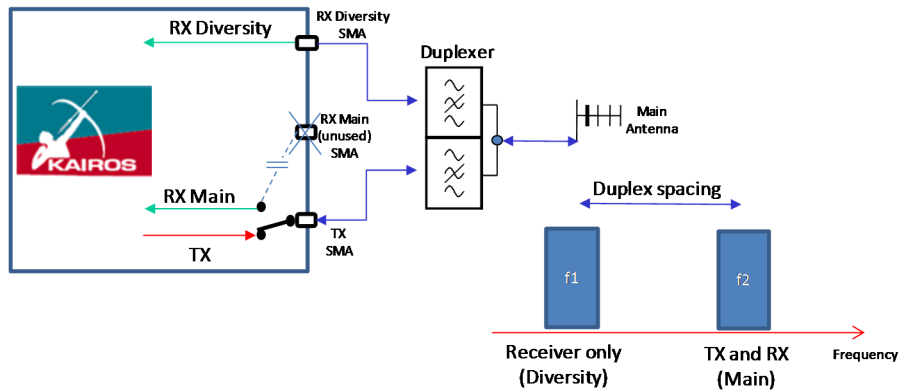 RX Diversity
RX Diversity
SMA
Duplexer
KAIROS
RX Main
(unused)
SMA
Main
Antenna
RX Main
TX
TX
SMA
Duplex spacing
f1
f2
Receiver only
(Diversity)
TX and RX
(Main)
Frequency